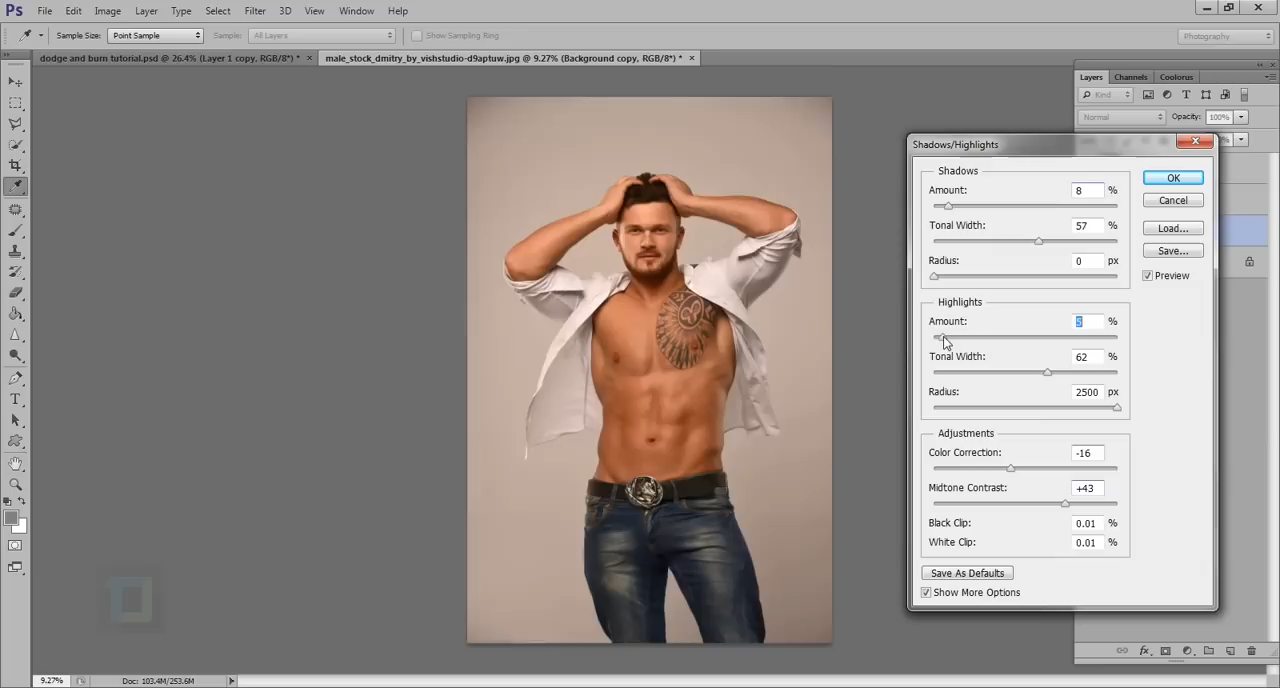 Ps File Edit Image Layer Type Select Filter 3D View Window Help
Sample Size: Point Sample Sample: All Layers Show Sampling Ring Photography
dodge and burn tutorial.psd @ 26.4% (Layer 1 copy, RGB/8*) * × male_stock_dmitry_by_vishstudio-d9aptuw.jpg @ 9.27% (Background copy, RGB/8*) * ×
Layers Channels Coolorus
Kind
Normal Opacity: 100%
Shadows/Highlights
Shadows
Amount: 8 %
Tonal Width: 57 %
Radius: 0 px
Highlights
Amount: 5 %
Tonal Width: 62 %
Radius: 2500 px
Adjustments
Color Correction: -16
Midtone Contrast: +43
Black Clip: 0.01 %
White Clip: 0.01 %
Save As Defaults
Show More Options
OK
Cancel
Load...
Save...
Preview
fx
9.27% Doc: 103.4M/253.6M